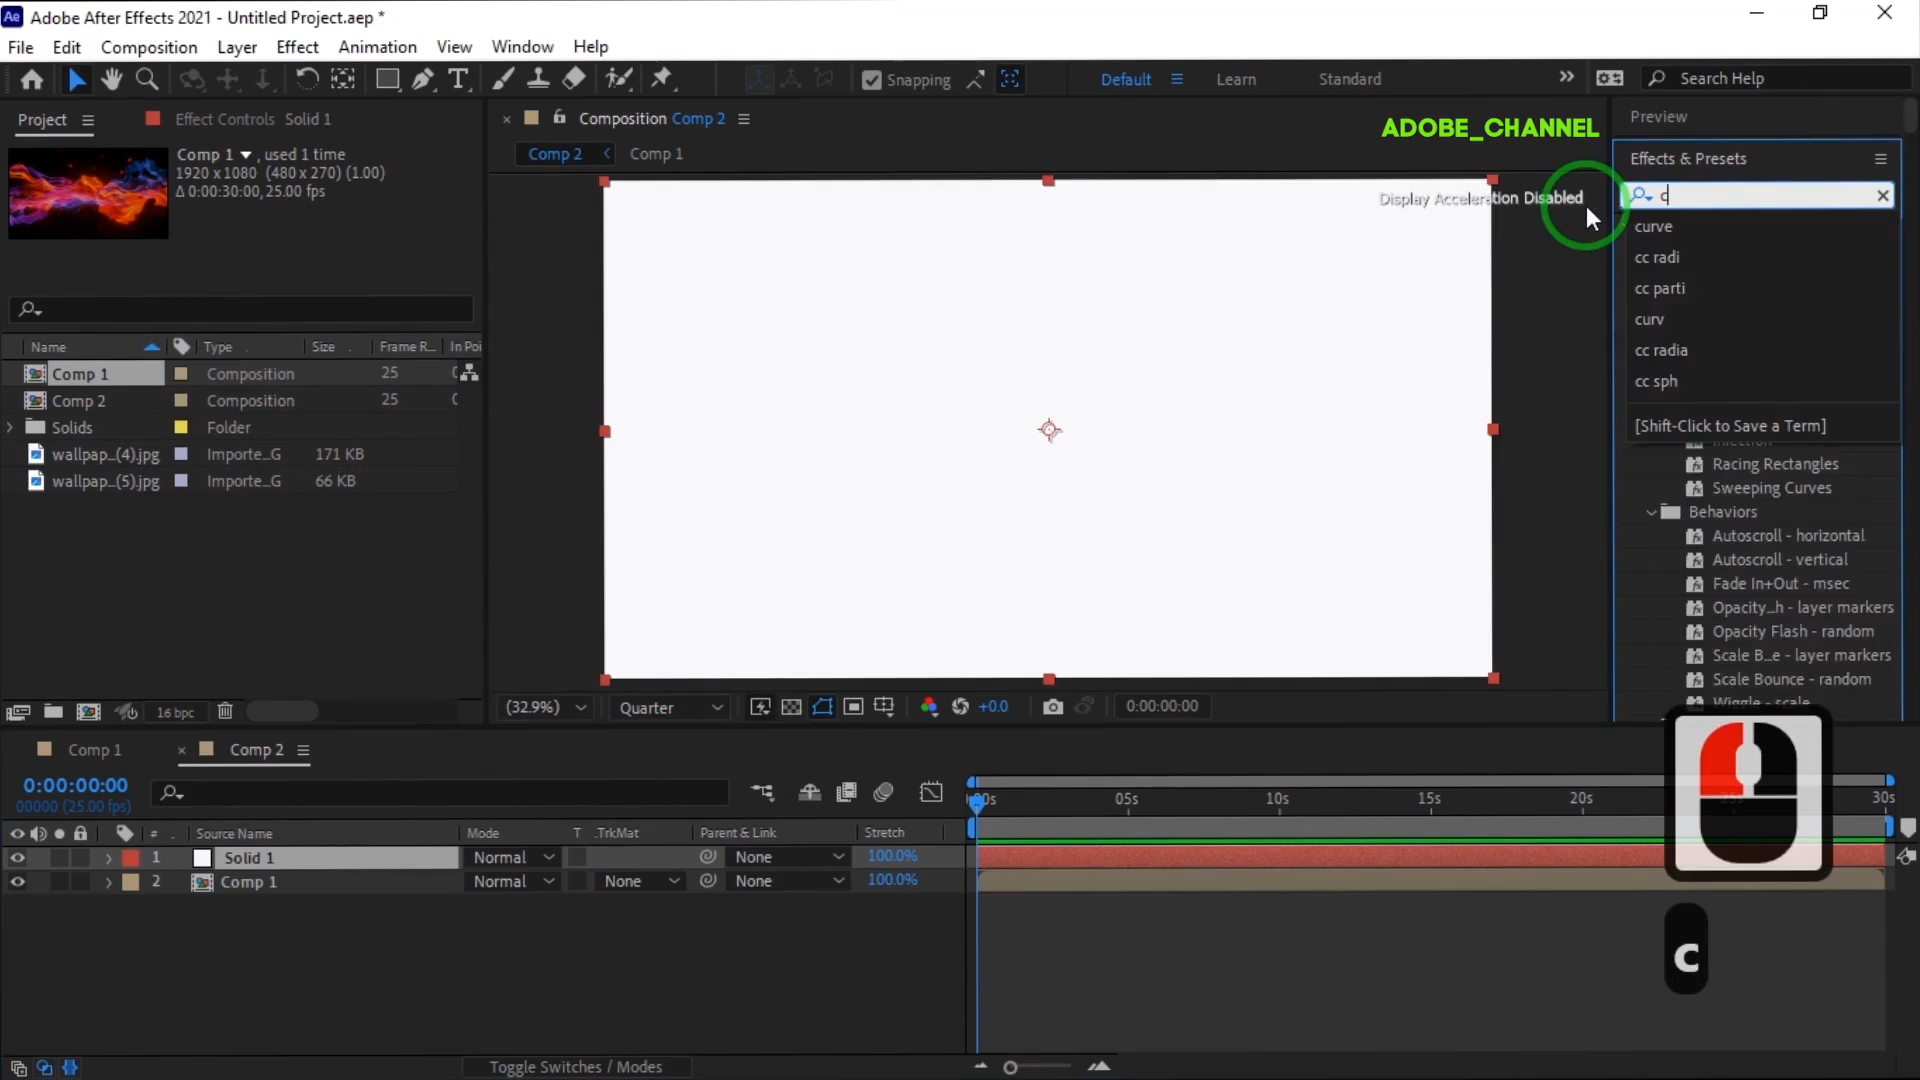 Ae Adobe After Effects 2021 - Untitled Project.aep *
File Edit Composition Layer Effect Animation View Window Help
T Snapping Default Learn Standard Search Help
Project Effect Controls Solid 1
Composition Comp 2
ADOBE_CHANNEL
Preview
Comp 1 , used 1 time
1920 x 1080 (480 x 270) (1.00)
Δ 0:00:30:00, 25.00 fps
Comp 2 Comp 1
Effects & Presets
Display Acceleration Disabled
c
curve
cc radi
cc parti
curv
cc radia
cc sph
[Shift-Click to Save a Term]
Racing Rectangles
Sweeping Curves
Behaviors
Autoscroll - horizontal
Autoscroll - vertical
Fade In+Out - msec
Opacity_h - layer markers
Opacity Flash - random
Scale B...e - layer markers
Scale Bounce - random
Wiggle - scale
Name Type Size Frame R... In Poi
Comp 1 Composition 25
Comp 2 Composition 25
Solids Folder
wallpap...(4).jpg Importe...G 171 KB
wallpap...(5).jpg Importe...G 66 KB
16 bpc
(32.9%) Quarter +0.0 0:00:00:00
Comp 1 Comp 2
0:00:00:00
00000 (25.00 fps)
:00s 05s 10s 15s 20s 25s 30s
# Source Name Mode T .TrkMat Parent & Link Stretch
1 Solid 1 Normal None 100.0%
2 Comp 1 Normal None None 100.0%
c
Toggle Switches / Modes